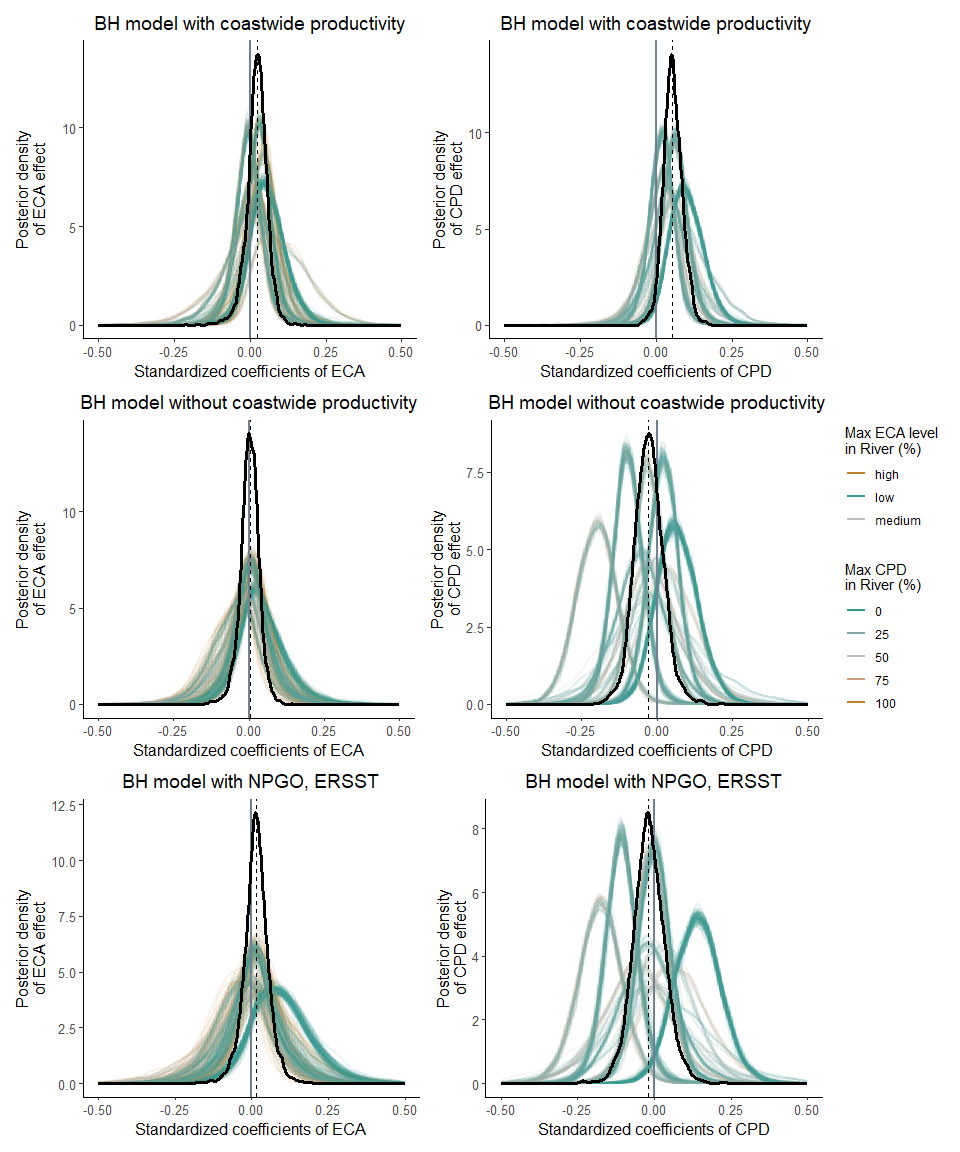 BH model with coastwide productivity
Posterior density
of ECA effect
10
5
0
-0.50
-0.25
0.00
0.25
0.50
Standardized coefficients of ECA
BH model with coastwide productivity
Posterior density
of CPD effect
10
5
0
-0.50
-0.25
0.00
0.25
0.50
Standardized coefficients of CPD
BH model without coastwide productivity
Posterior density
of ECA effect
10
5
0
-0.50
-0.25
0.00
0.25
0.50
Standardized coefficients of ECA
BH model without coastwide productivity
Posterior density
of CPD effect
7.5
5.0
2.5
0.0
-0.50
-0.25
0.00
0.25
0.50
Standardized coefficients of CPD
Max ECA level
in River (%)
high
low
medium
Max CPD
in River (%)
0
25
50
75
100
BH model with NPGO, ERSST
Posterior density
of ECA effect
12.5
10.0
7.5
5.0
2.5
0.0
-0.50
-0.25
0.00
0.25
0.50
Standardized coefficients of ECA
BH model with NPGO, ERSST
Posterior density
of CPD effect
8
6
4
2
0
-0.50
-0.25
0.00
0.25
0.50
Standardized coefficients of CPD